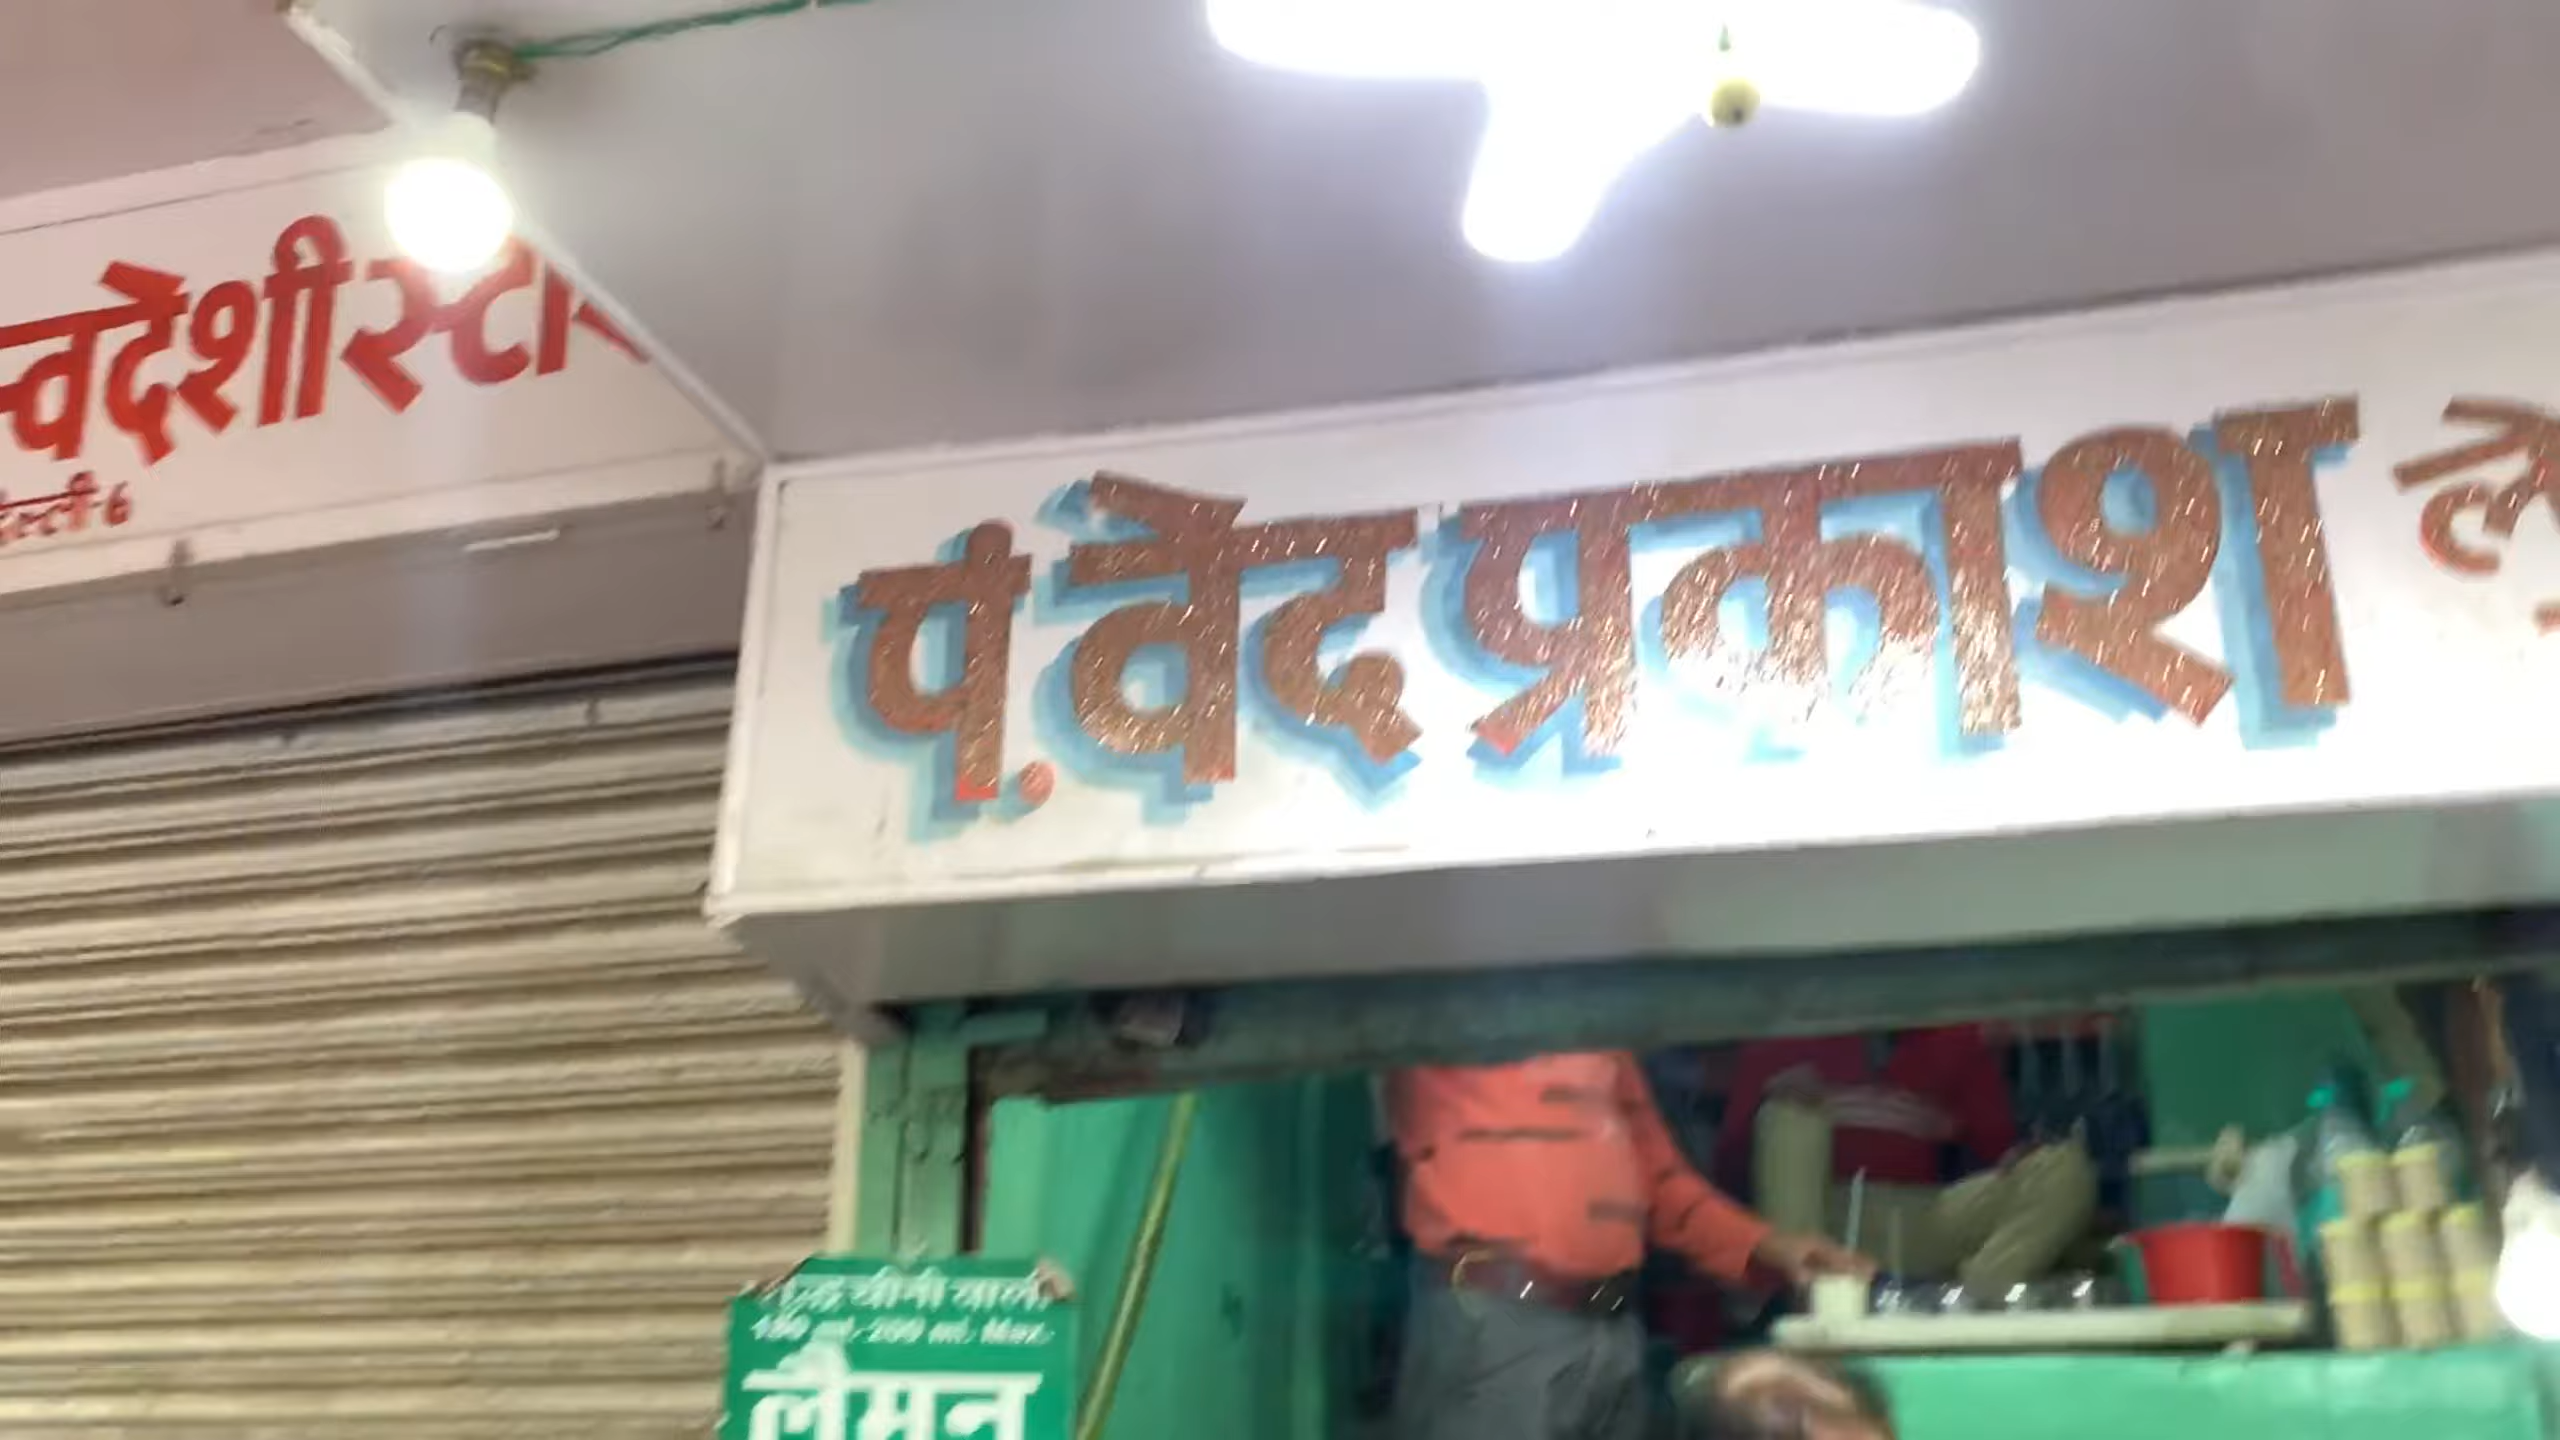 स्वदेशी
दिल्ली-6
पं. वेद प्रकाश
शुद्ध चीनी वाली
लैमन